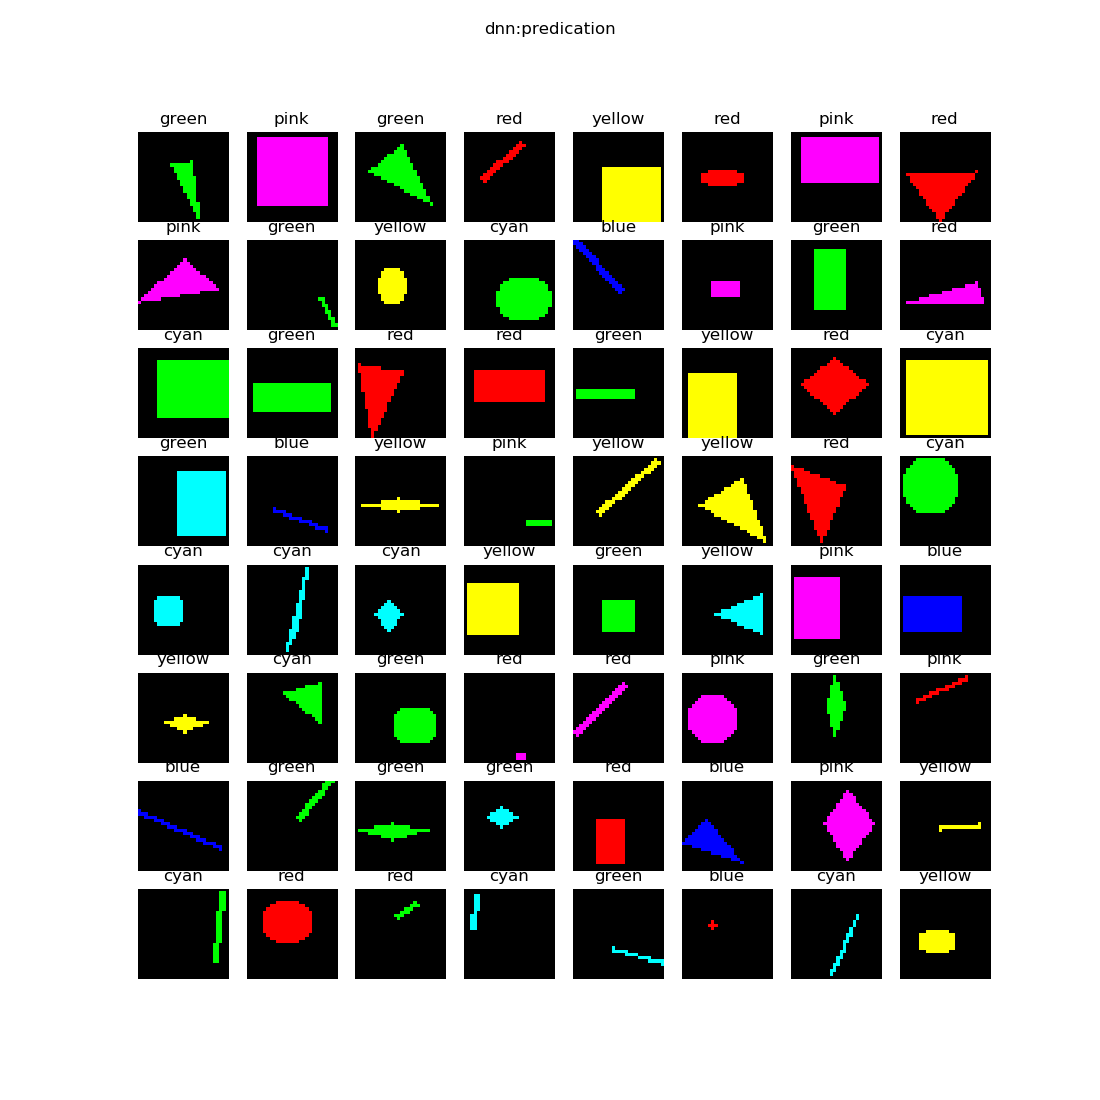 dnn:predication
green pink green red yellow red pink red
pink green yellow cyan blue pink green red
cyan green red red green yellow red cyan
green blue yellow pink yellow yellow red cyan
cyan cyan cyan yellow green yellow pink blue
yellow cyan green red red pink green pink
blue green green green red blue pink yellow
cyan red red cyan green blue cyan yellow